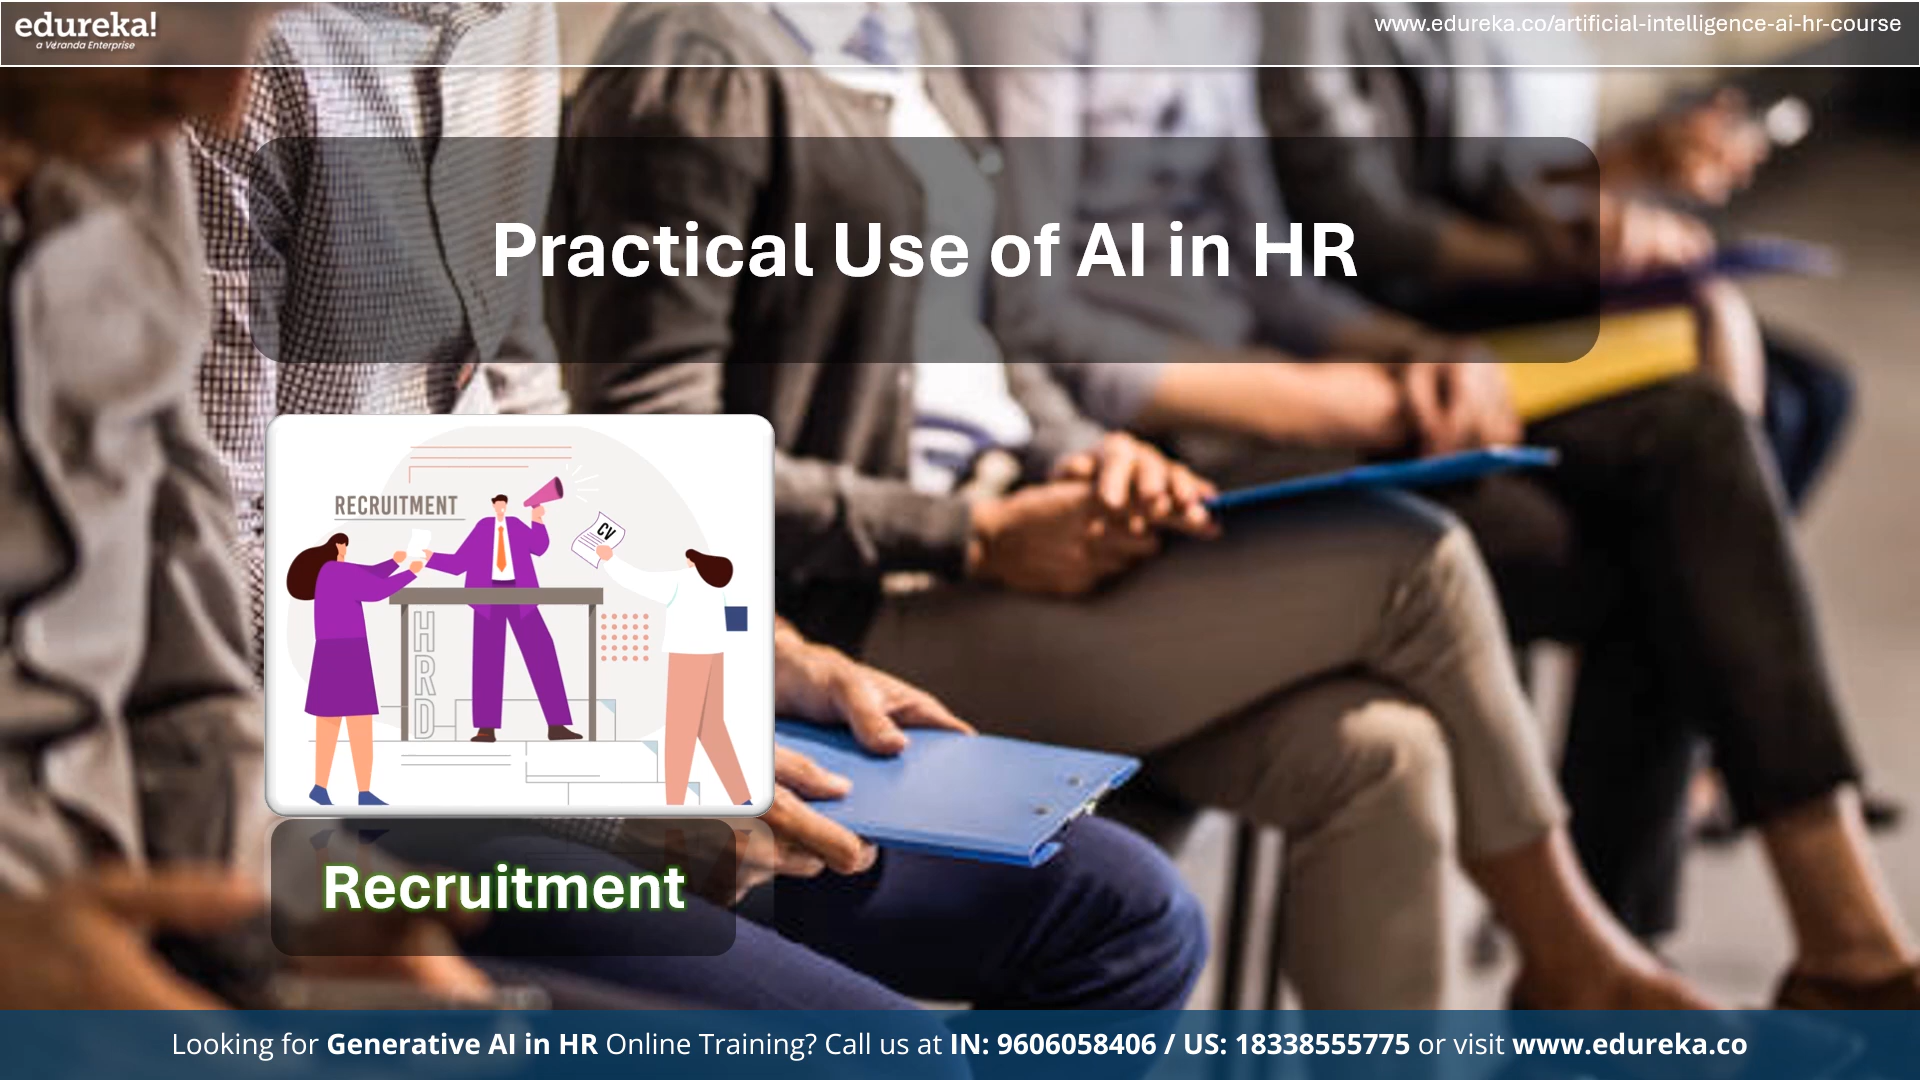 edureka!
a Veranda Enterprise
www.edureka.co/artificial-intelligence-ai-hr-course
Practical Use of AI in HR
RECRUITMENT
CV
HRD
Recruitment
Looking for Generative AI in HR Online Training? Call us at IN: 9606058406 / US: 18338555775 or visit www.edureka.co